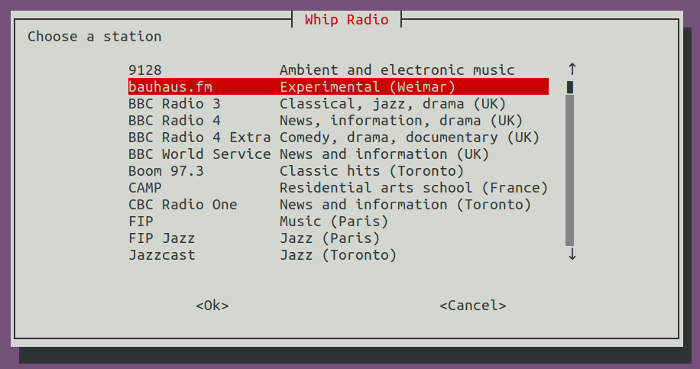 Whip Radio
Choose a station
9128 Ambient and electronic music ↑
bauhaus.fm Experimental (Weimar)
BBC Radio 3 Classical, jazz, drama (UK)
BBC Radio 4 News, information, drama (UK)
BBC Radio 4 Extra Comedy, drama, documentary (UK)
BBC World Service News and information (UK)
Boom 97.3 Classic hits (Toronto)
CAMP Residential arts school (France)
CBC Radio One News and information (Toronto)
FIP Music (Paris)
FIP Jazz Jazz (Paris)
Jazzcast Jazz (Toronto) ↓
<Ok> <Cancel>